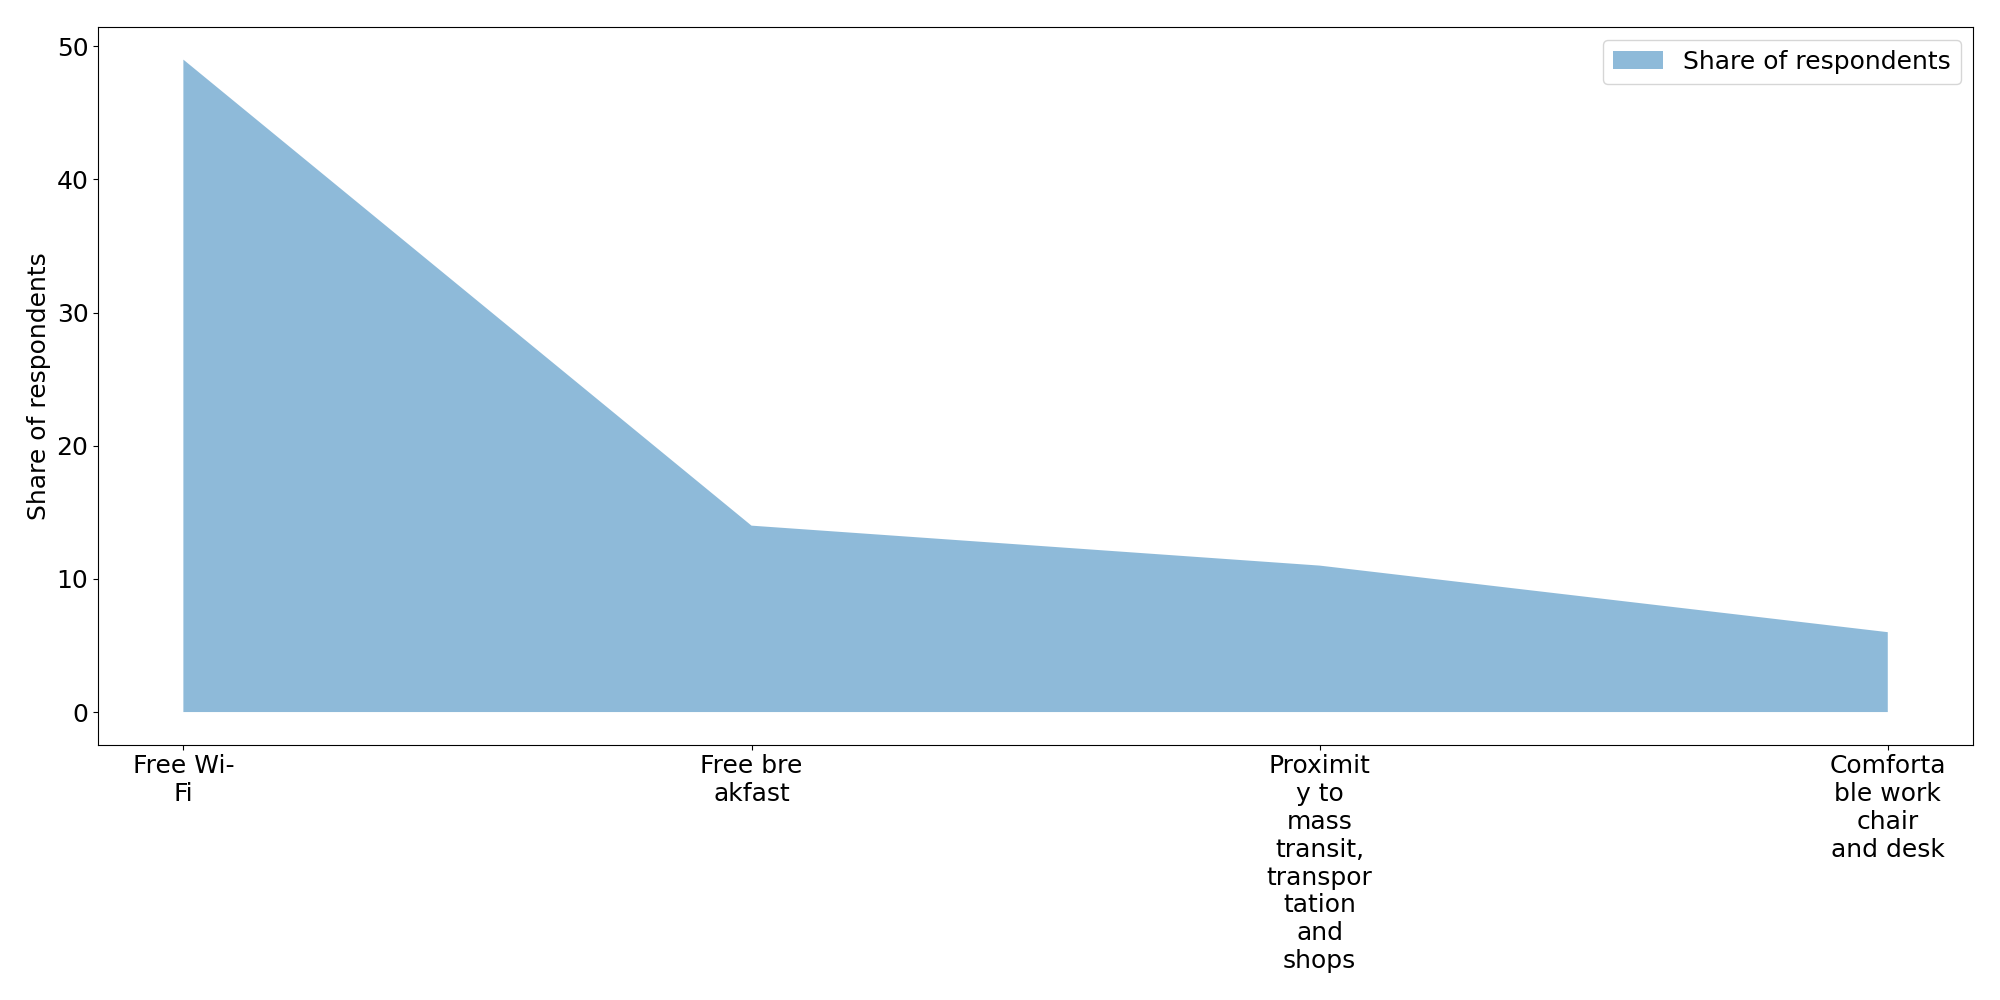 Share of respondents
50
40
30
20
10
0
Share of respondents
Free Wi-
Fi
Free bre
akfast
Proximit
y to
mass
transit,
transpor
tation
and
shops
Comforta
ble work
chair
and desk